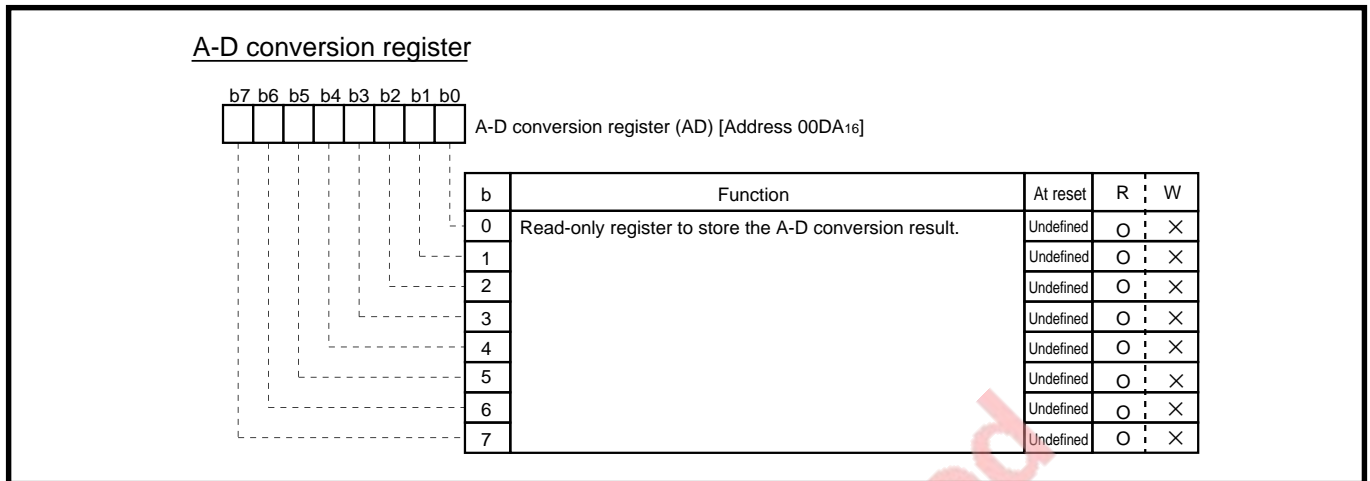 A-D conversion register
b7 b6 b5 b4 b3 b2 b1 b0
A-D conversion register (AD) [Address 00DA16]
b Function At reset R W
0 Read-only register to store the A-D conversion result. Undefined O ×
1 Undefined O ×
2 Undefined O ×
3 Undefined O ×
4 Undefined O ×
5 Undefined O ×
6 Undefined O ×
7 Undefined O ×